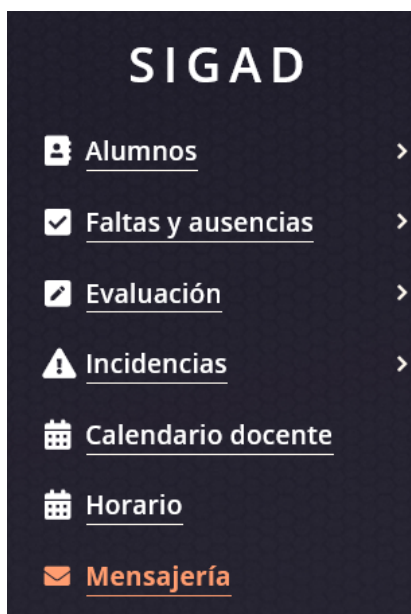 SIGAD
Alumnos
Faltas y ausencias
Evaluación
Incidencias
Calendario docente
Horario
Mensajería